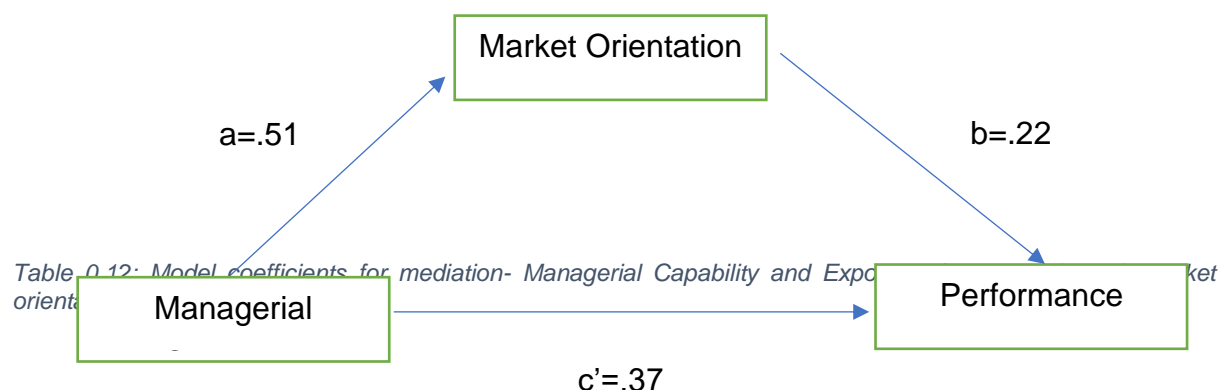 Market Orientation
a=.51
b=.22
Table 0.12: Model coefficients for mediation- Managerial Capability and Expo ket
orienta
Managerial
Performance
c’=.37